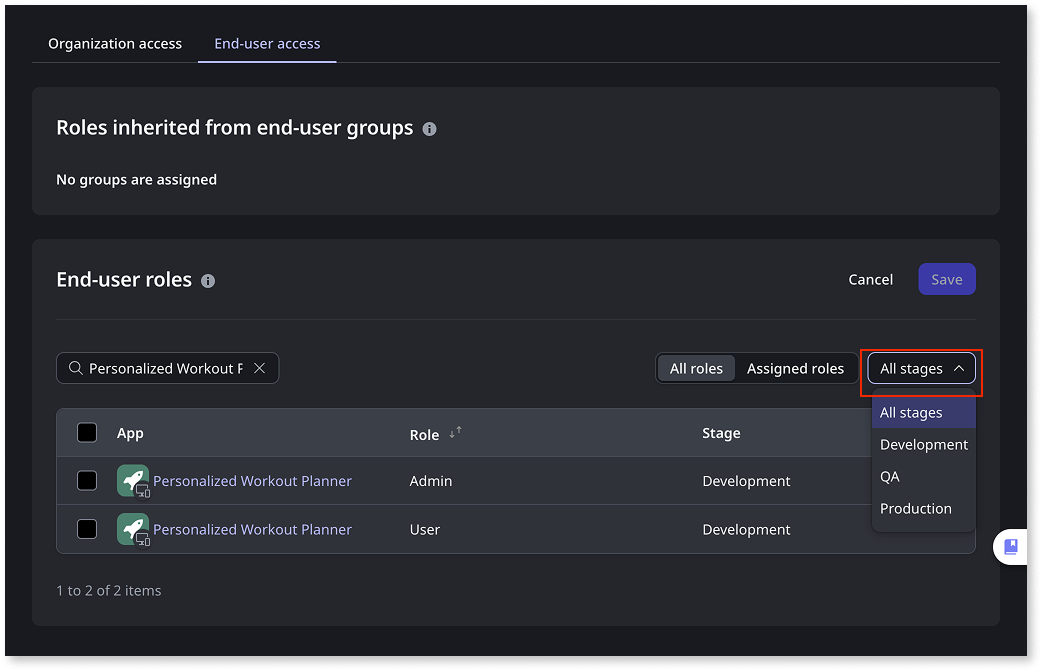 Organization access
End-user access
Roles inherited from end-user groups
No groups are assigned
End-user roles
Cancel
Save
Personalized Workout P
All roles
Assigned roles
All stages
All stages
Development
QA
Production
App
Role
Stage
Personalized Workout Planner
Admin
Development
Personalized Workout Planner
User
Development
1 to 2 of 2 items